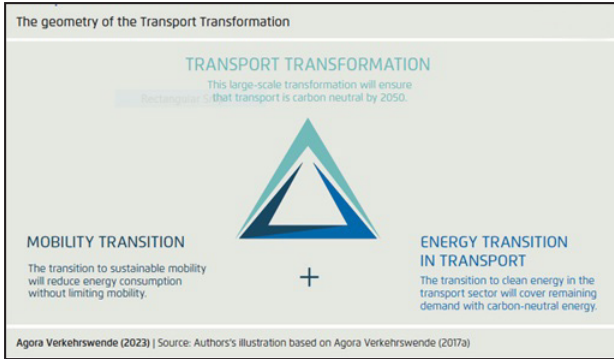 The geometry of the Transport Transformation
TRANSPORT TRANSFORMATION
This large-scale transformation will ensure
that transport is carbon neutral by 2050.
Rectangular
MOBILITY TRANSITION
The transition to sustainable mobility
will reduce energy consumption
without limiting mobility.
+
ENERGY TRANSITION
IN TRANSPORT
The transition to clean energy in the
transport sector will cover remaining
demand with carbon-neutral energy.
Agora Verkehrswende (2023) | Source: Authors's illustration based on Agora Verkehrswende (2017a)